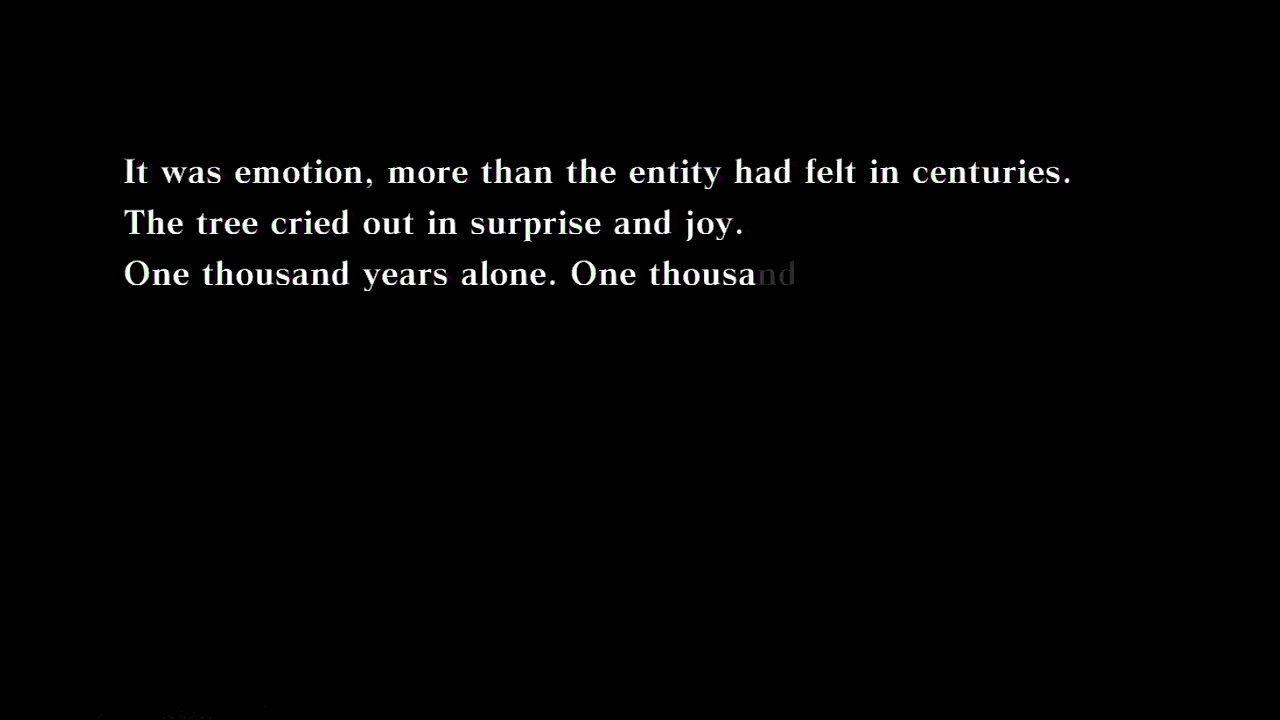 It was emotion, more than the entity had felt in centuries.
The tree cried out in surprise and joy.
One thousand years alone. One thousand